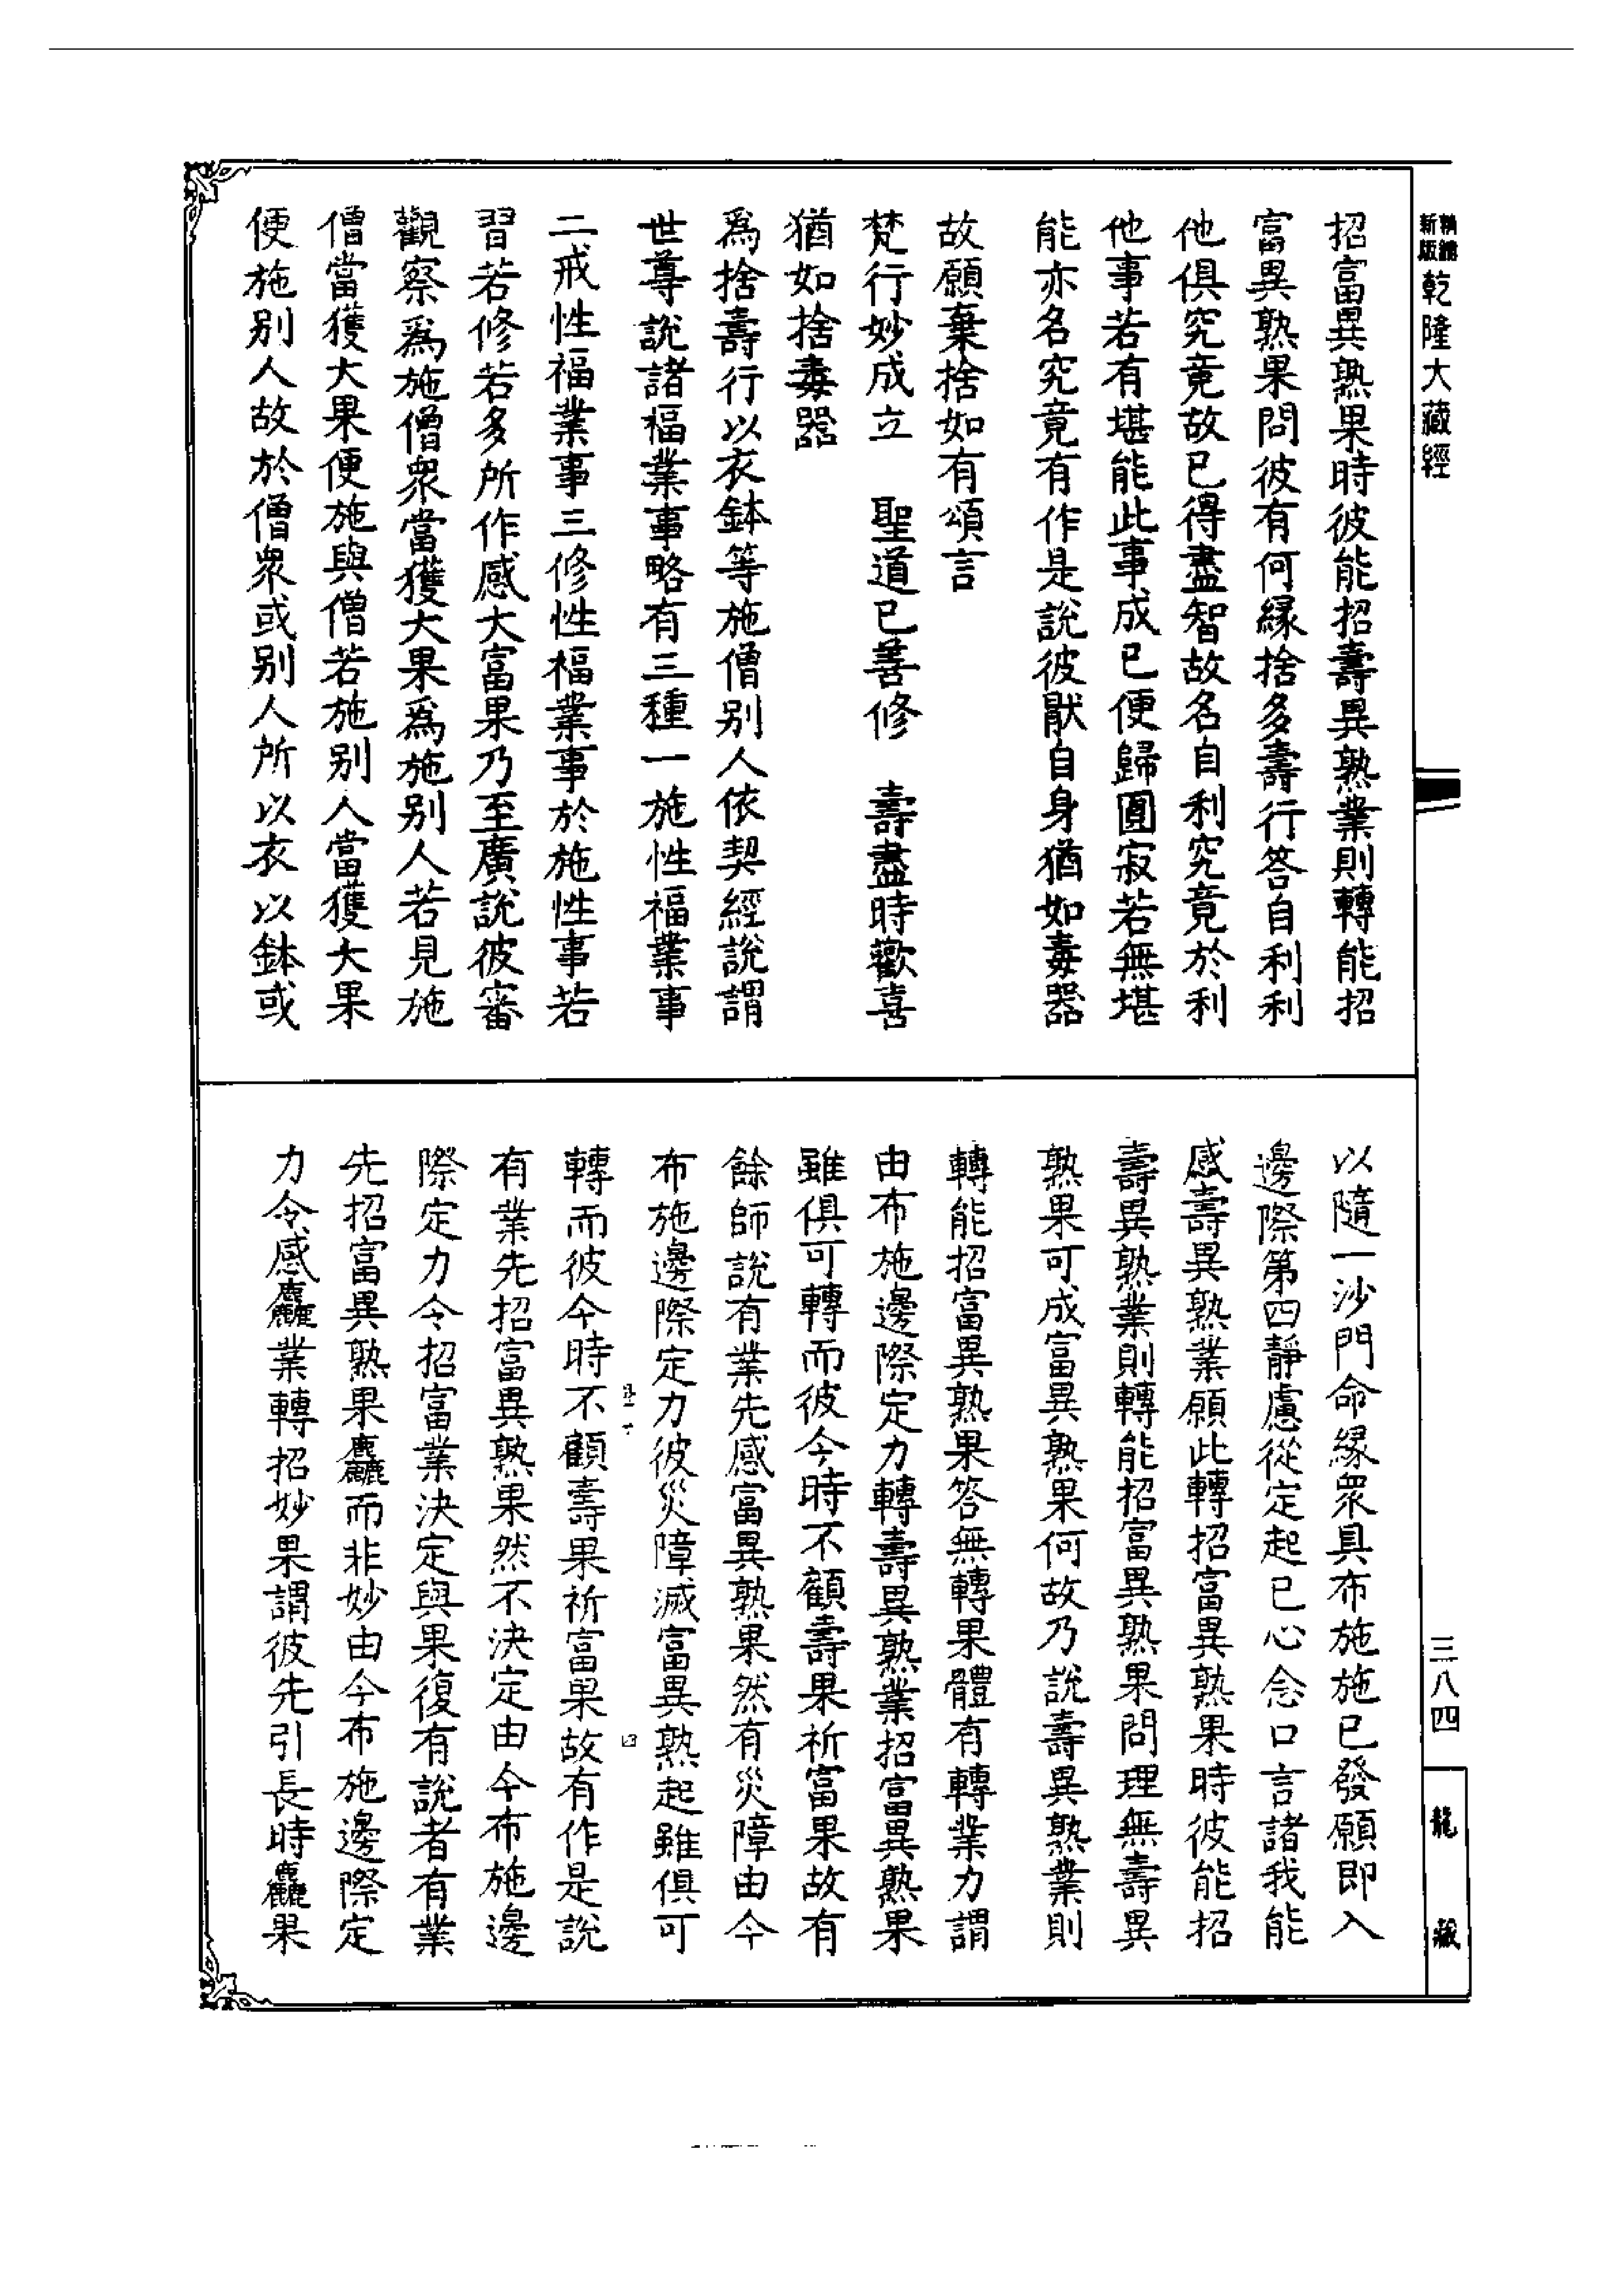 新版
乾隆大藏經
招富異熟果時彼能招壽異熟業則轉能招
富異熟果問彼有何緣捨多壽行答自利利
他俱究竟故已得盡智故名自利究竟於利
他事若有堪能此事成已便歸圓寂若無堪
能亦名究竟有作是說彼猒自身猶如毒器
故願棄捨如有頌言
梵行妙成立 聖道已善修 壽盡時歡喜
猶如捨毒器
爲捨壽行以衣鉢等施僧別人依契經說謂
世尊說諸福業事略有三種一施性福業事
二戒性福業事三修性福業事於施性事若
習若修若多所作感大富果乃至廣說彼審
觀察爲施僧衆當獲大果爲施別人若見施
僧當獲大果便施與僧若施別人當獲大果
便施別人故於僧衆或別人所以衣以鉢或
以隨一沙門命緣衆具布施施已發願即入
邊際第四靜慮從定起已心念口言諸我能
感壽異熟業願此轉招富異熟果時彼能招
壽異熟業則轉能招富異熟果問理無壽異
熟果可成富異熟果何故乃說壽異熟業則
轉能招富異熟果答無轉果體有轉業力謂
由布施邊際定力轉壽異熟業招富異熟果
雖俱可轉而彼今時不顧壽果祈富果故有
餘師說有業先感富異熟果然有災障由今
布施邊際定力彼災障滅富異熟起雖俱可
轉而彼今時不顧壽果祈富果故有作是說
有業先招富異熟果然不決定由今布施邊
際定力令招富業決定與果復有說者有業
先招富異熟果麤而非妙由今布施邊際定
力令感麤業轉招妙果謂彼先引長時麤果
三八四
龍藏